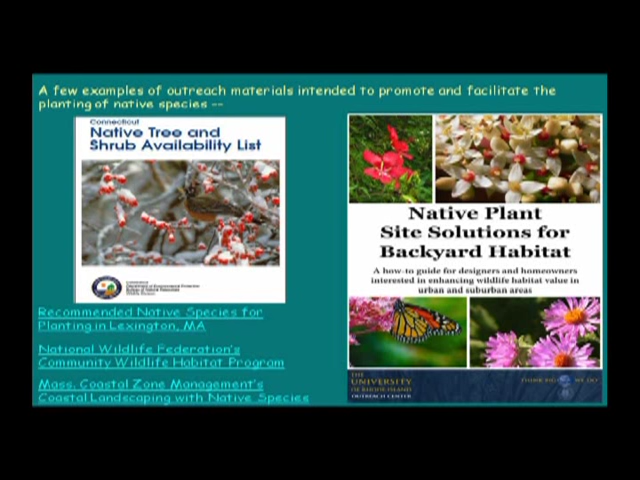 A few examples of outreach materials intended to promote and facilitate the
planting of native species --
Connecticut
Native Tree and
Shrub Availability List
Recommended Native Species for
Planting in Lexington, MA
National Wildlife Federation's
Community Wildlife Habitat Program
Mass. Coastal Zone Management's
Coastal Landscaping with Native Species
Native Plant
Site Solutions for
Backyard Habitat
A how-to guide for designers and homeowners
interested in enhancing wildlife habitat value in
urban and suburban areas
THE
UNIVERSITY
OF RHODE ISLAND
OUTREACH CENTER
THINK BIG WE DO